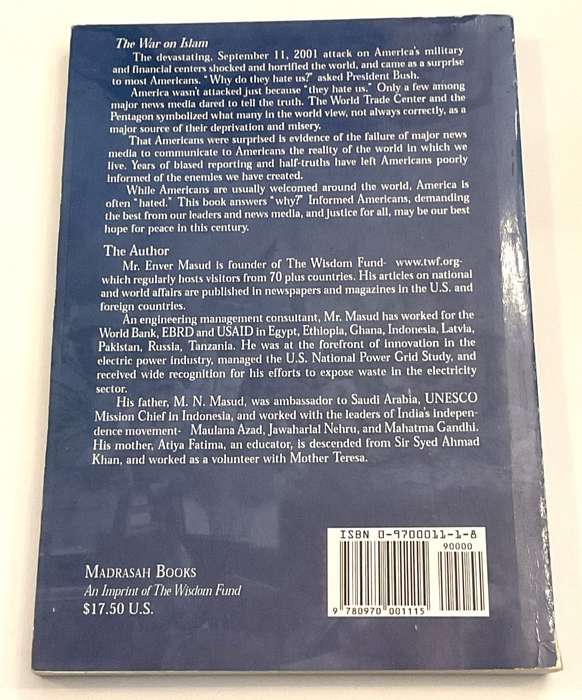 The War on Islam
The devastating, September 11, 2001 attack on America's military
and financial centers shocked and horrified the world, and came as a surprise
to most Americans. "Why do they hate us?" asked President Bush.
America wasn't attacked just because "they hate us." Only a few among
major news media dared to tell the truth. The World Trade Center and the
Pentagon symbolized what many in the world view, not always correctly, as a
major source of their deprivation and misery.
That Americans were surprised is evidence of the failure of major news
media to communicate to Americans the reality of the world in which we
live. Years of biased reporting and half-truths have left Americans poorly
informed of the enemies we have created.
While Americans are usually welcomed around the world, America is
often "hated." This book answers "why?" Informed Americans, demanding
the best from our leaders and news media, and justice for all, may be our best
hope for peace in this century.
The Author
Mr. Enver Masud is founder of The Wisdom Fund- www.twf.org-
which regularly hosts visitors from 70 plus countries. His articles on national
and world affairs are published in newspapers and magazines in the U.S. and
foreign countries.
An engineering management consultant, Mr. Masud has worked for the
World Bank, EBRD and USAID in Egypt, Ethiopia, Ghana, Indonesia, Latvia,
Pakistan, Russia, Tanzania. He was at the forefront of innovation in the
electric power industry, managed the U.S. National Power Grid Study, and
received wide recognition for his efforts to expose waste in the electricity
sector.
His father, M. N. Masud, was ambassador to Saudi Arabia, UNESCO
Mission Chief in Indonesia, and worked with the leaders of India's indepen-
dence movement- Maulana Azad, Jawaharlal Nehru, and Mahatma Gandhi.
His mother, Atiya Fatima, an educator, is descended from Sir Syed Ahmad
Khan, and worked as a volunteer with Mother Teresa.
MADRASAH BOOKS
An Imprint of The Wisdom Fund
$17.50 U.S.
ISBN 0-9700011-1-8
90000
9 780970 001115